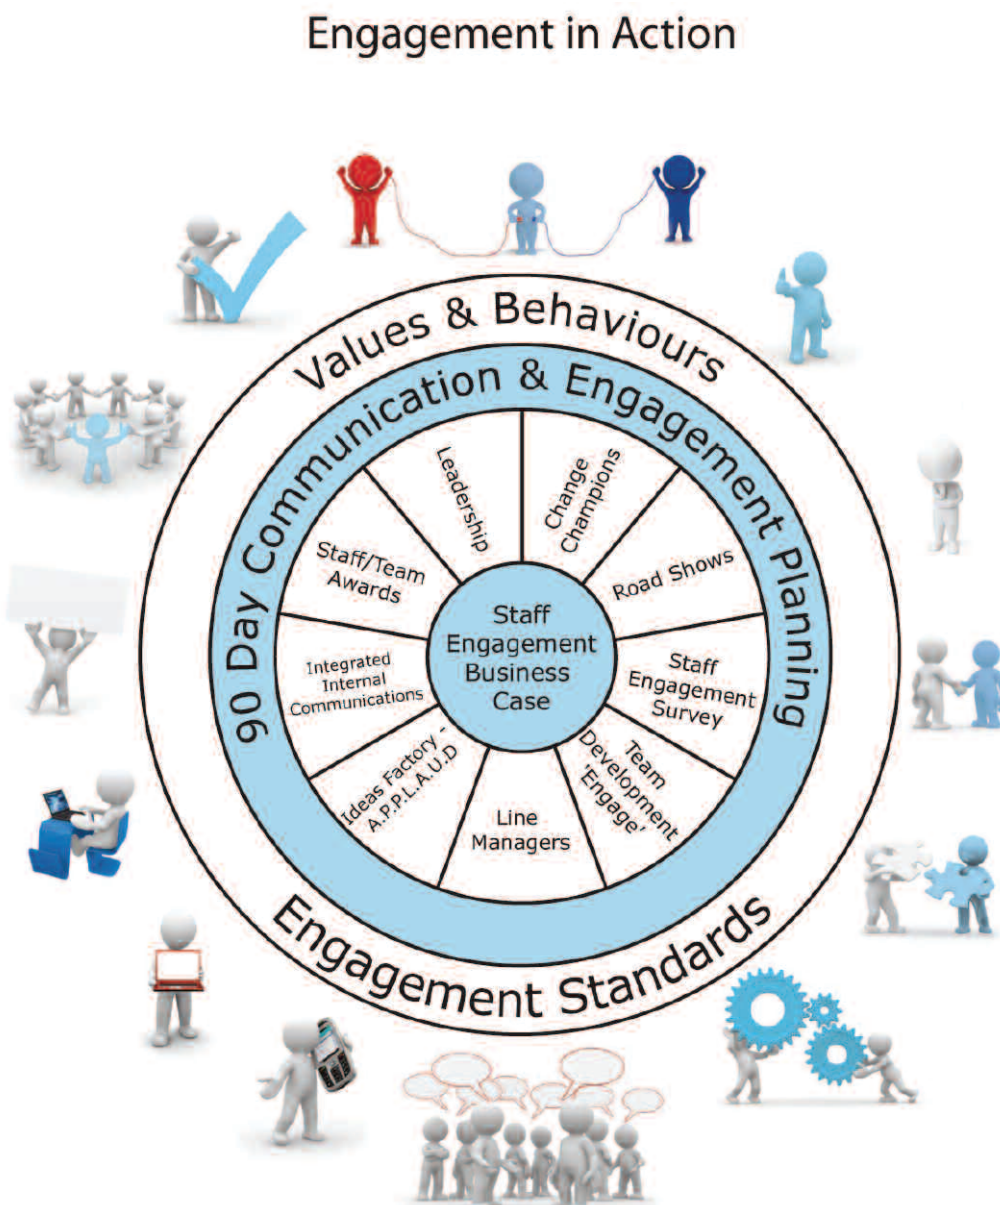 Engagement in Action
Values & Behaviours
90 Day Communication & Engagement Planning
Leadership
Change
Champions
Road Shows
Staff
Engagement
Survey
Team
Development
'Engage'
Line
Managers
Ideas Factory -
A.P.P.L.A.U.D
Integrated
Internal
Communications
Staff/Team
Awards
Staff
Engagement
Business
Case
Engagement Standards